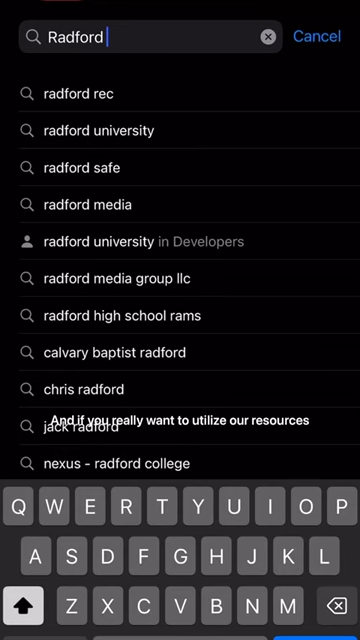 Radford
Cancel
radford rec
radford university
radford safe
radford media
radford university in Developers
radford media group llc
radford high school rams
calvary baptist radford
chris radford
And if you really want to utilize our resources
jack radford
nexus - radford college
Q W E R T Y U I O P
A S D F G H J K L
Z X C V B N M